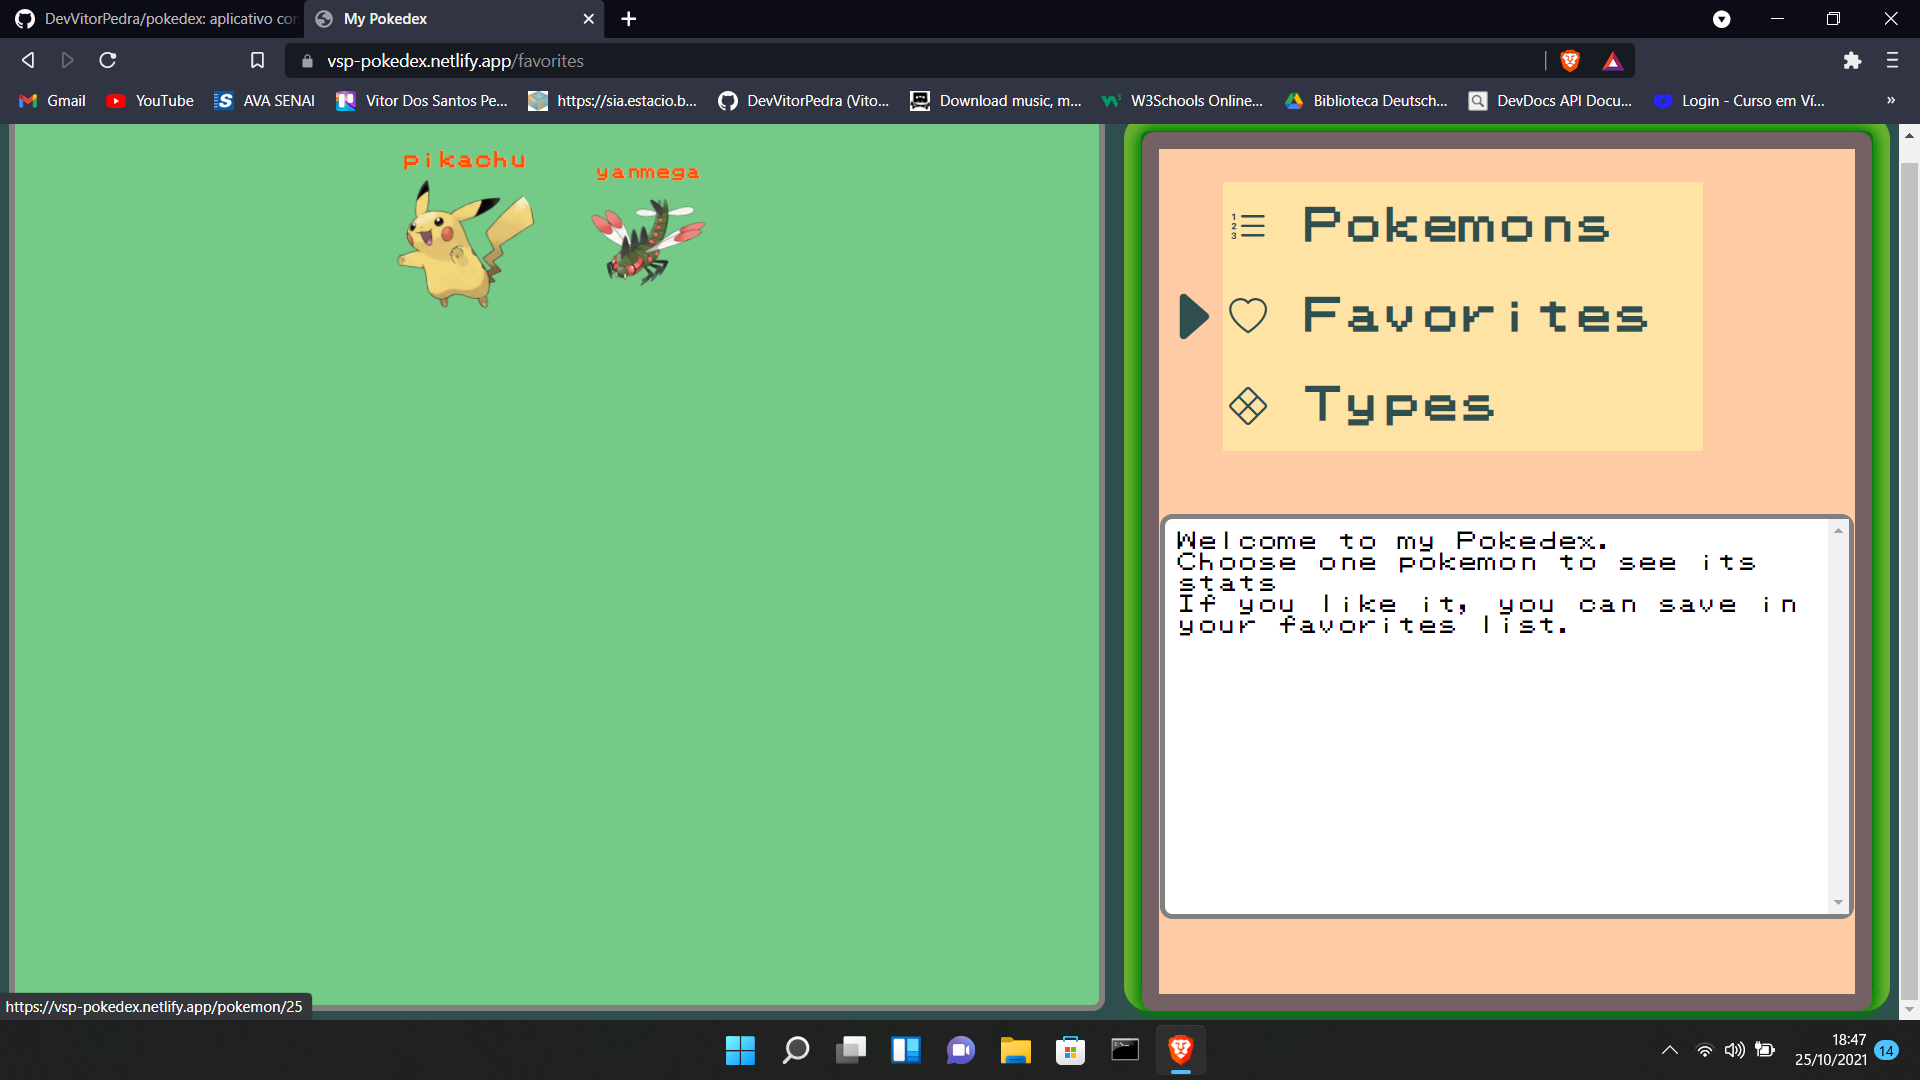 DevVitorPedra/pokedex: aplicativo con
My Pokedex
vsp-pokedex.netlify.app/favorites
Gmail
YouTube
AVA SENAI
Vitor Dos Santos Pe...
https://sia.estacio.b...
DevVitorPedra (Vito...
Download music, m...
W3Schools Online...
Biblioteca Deutsch...
DevDocs API Docu...
Login - Curso em Ví...
»
pikachu
yanmega
1
2
3
Pokemons
Favorites
Types
Welcome to my Pokedex.
Choose one pokemon to see its
stats
If you like it, you can save in
your favorites list.
https://vsp-pokedex.netlify.app/pokemon/25
18:47
25/10/2021
14